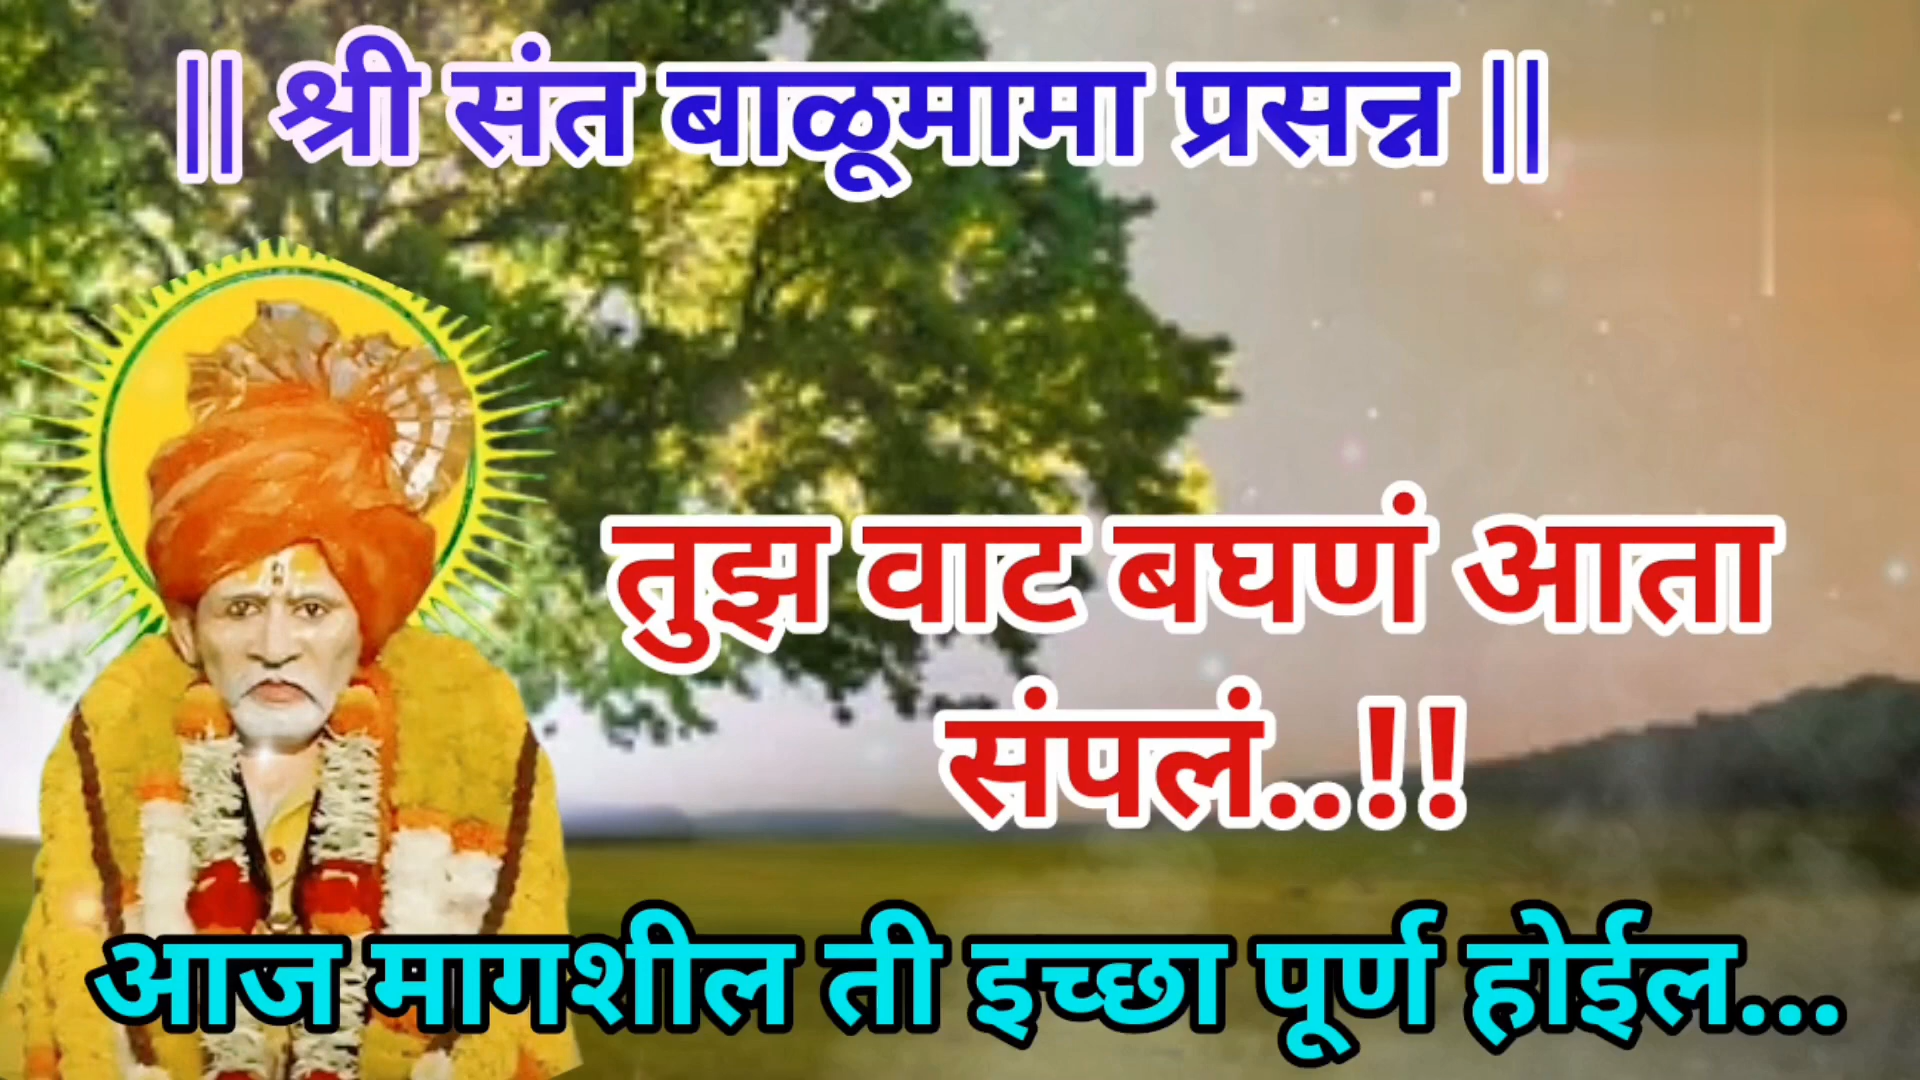 || श्री संत बाळूमामा प्रसन्न ||
तुझ वाट बघणं आता
संपलं..!!
आज मागशील ती इच्छा पूर्ण होईल...